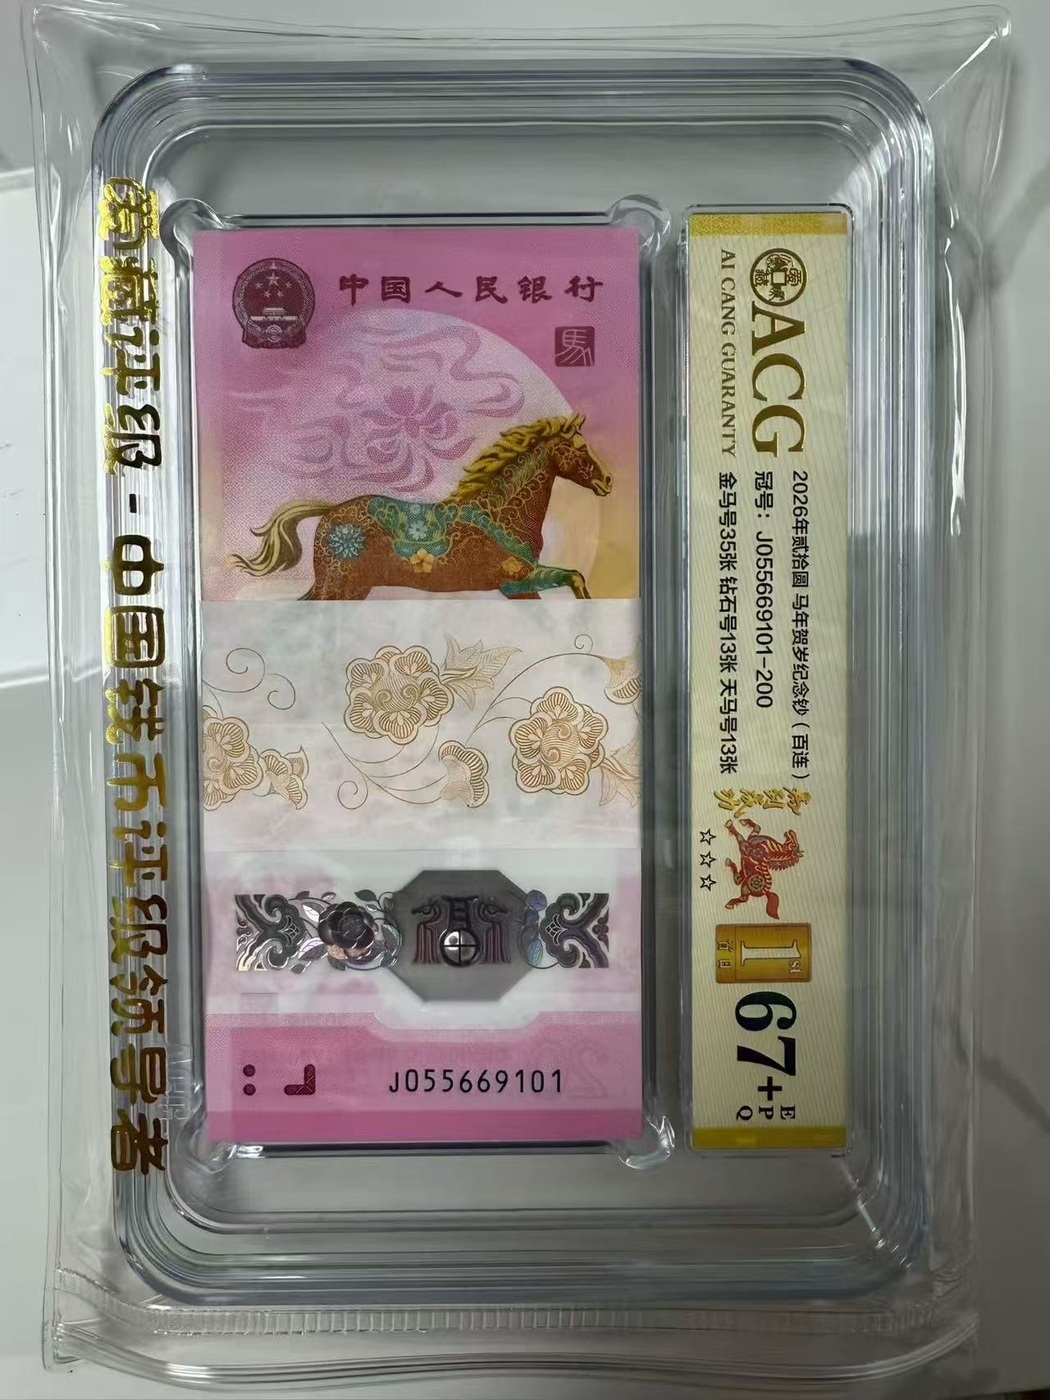 爱藏评级-中国钱币评级领导者
中国人民银行
馬
J055669101
ACG
AI CANG GUARANTY
2026年贰拾圆 马年贺岁纪念钞（百连）
冠号：J055669101-200
金马号35张 钻石号13张 天马号13张
☆☆☆
1ST
首日
67+
EPQ